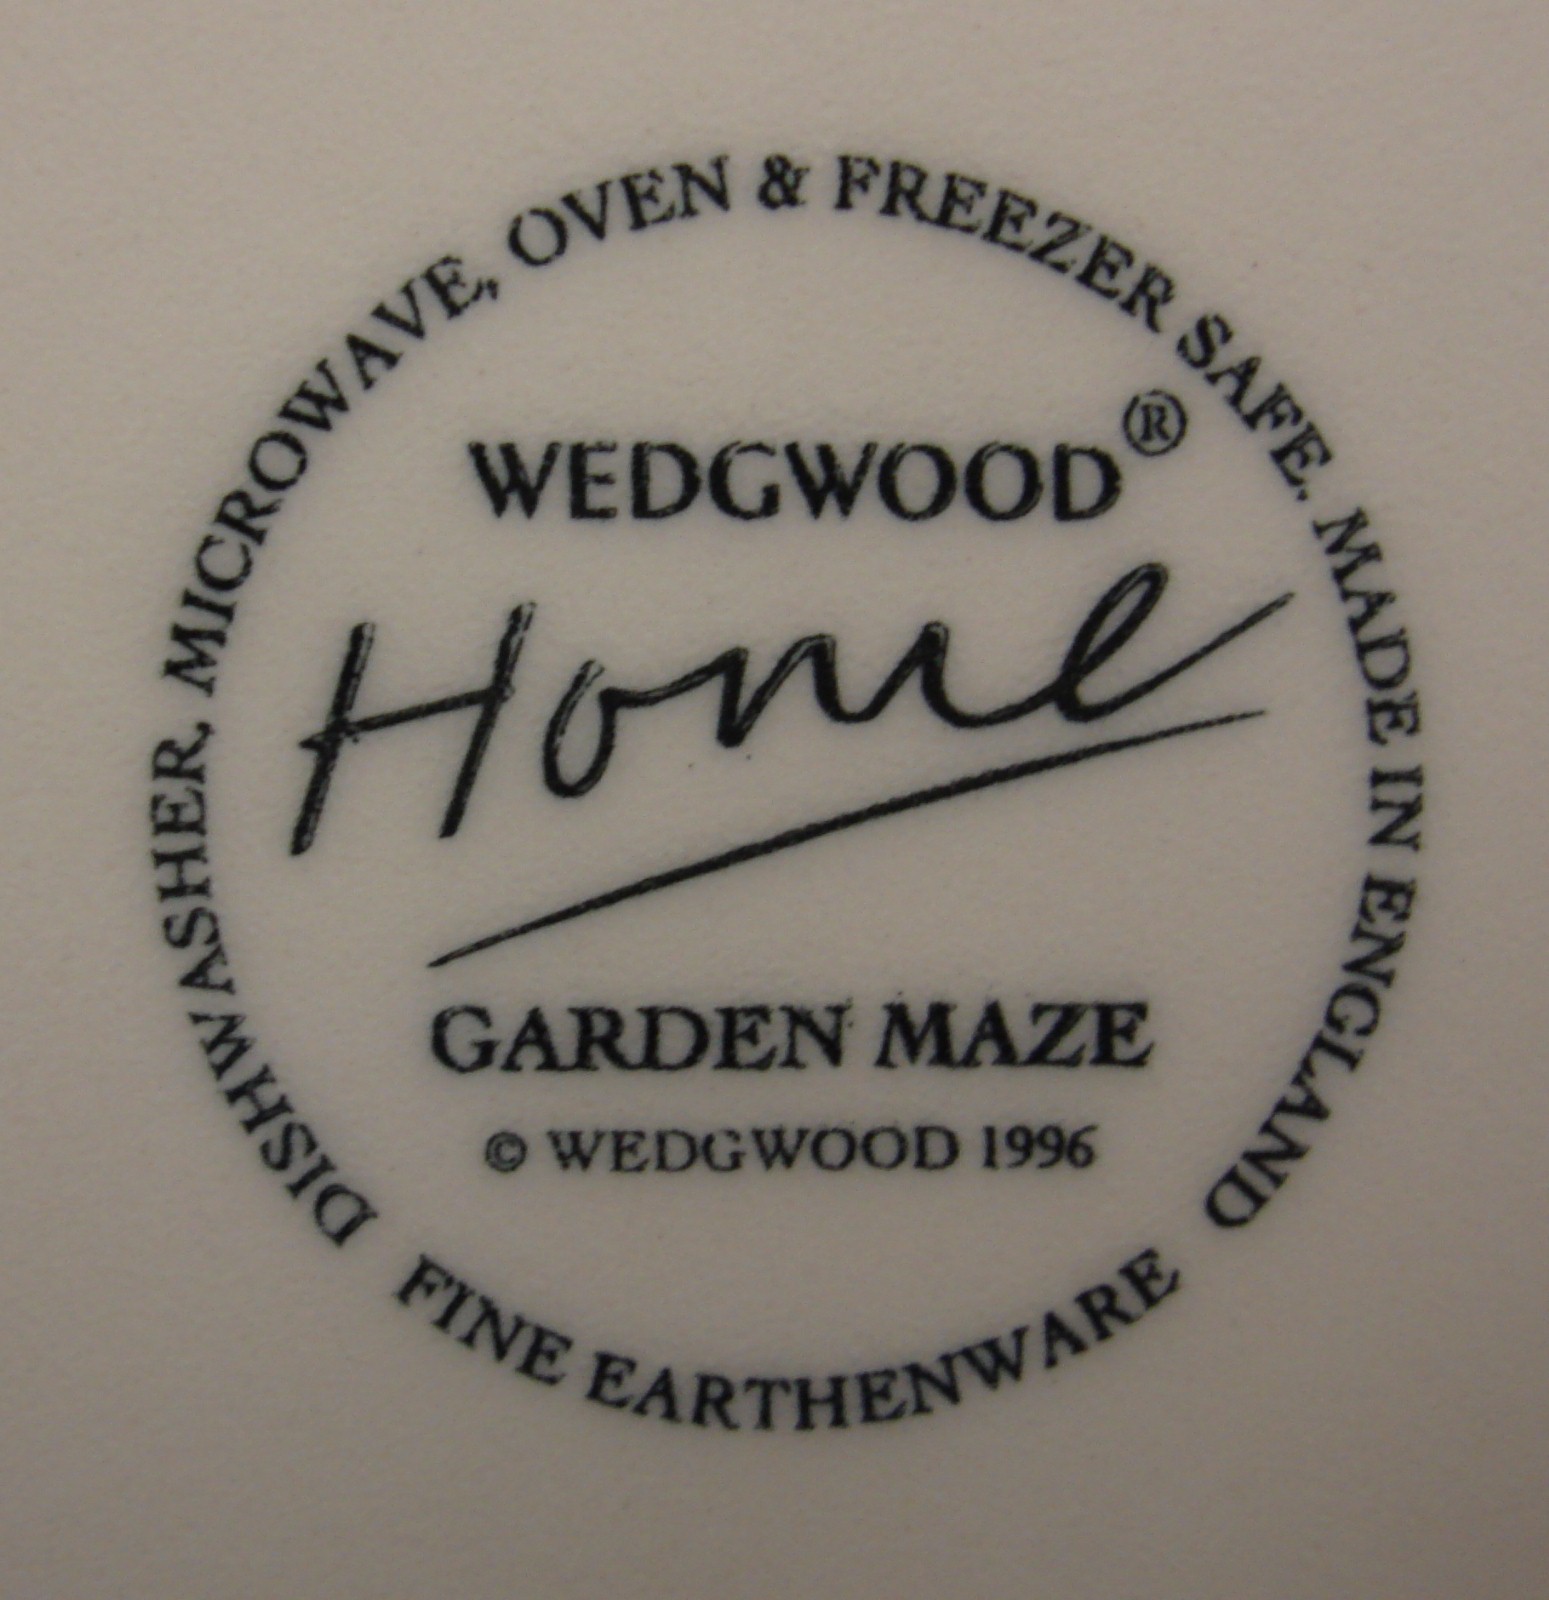 DISHWASHER, MICROWAVE, OVEN & FREEZER SAFE. MADE IN ENGLAND
WEDGWOOD®
Home
GARDEN MAZE
© WEDGWOOD 1996
FINE EARTHENWARE